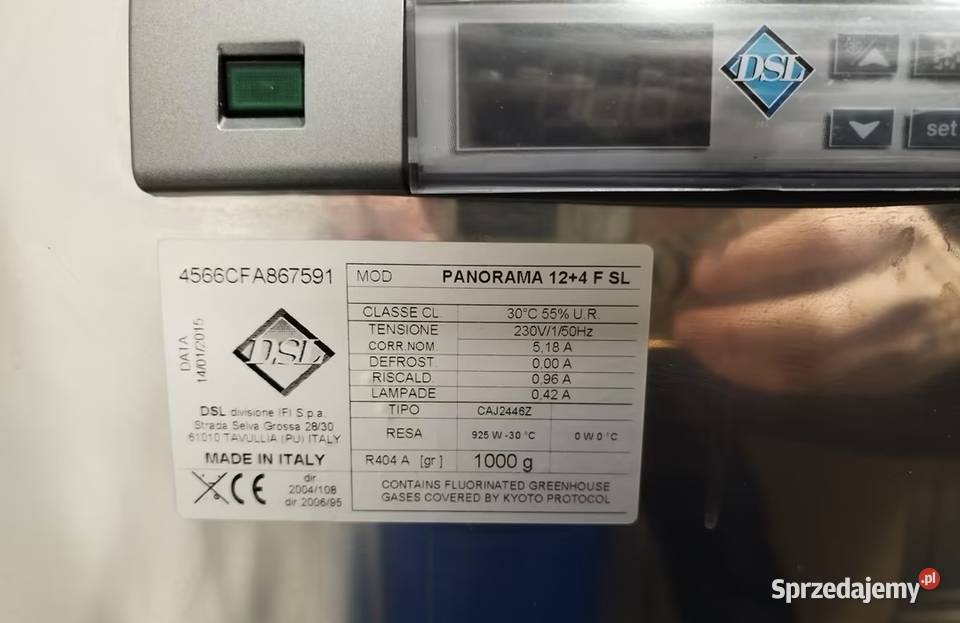 DSL
set
4566CFA867591
DATA
14/01/2015
DSL
DSL divisione IFI S.p.a.
Strada Selva Grossa 28/30
61010 TAVULLIA (PU) ITALY
MADE IN ITALY
CE
dir
2004/108
dir 2006/95
MOD PANORAMA 12+4 F SL
CLASSE CL 30°C 55% U.R.
TENSIONE 230V/1/50Hz
CORR.NOM. 5,18 A
DEFROST. 0,00 A
RISCALD 0,96 A
LAMPADE 0,42 A
TIPO CAJ2446Z
RESA 925 W -30 °C 0 W 0 °C
R404 A [gr] 1000 g
CONTAINS FLUORINATED GREENHOUSE
GASES COVERED BY KYOTO PROTOCOL
Sprzedajemy.pl